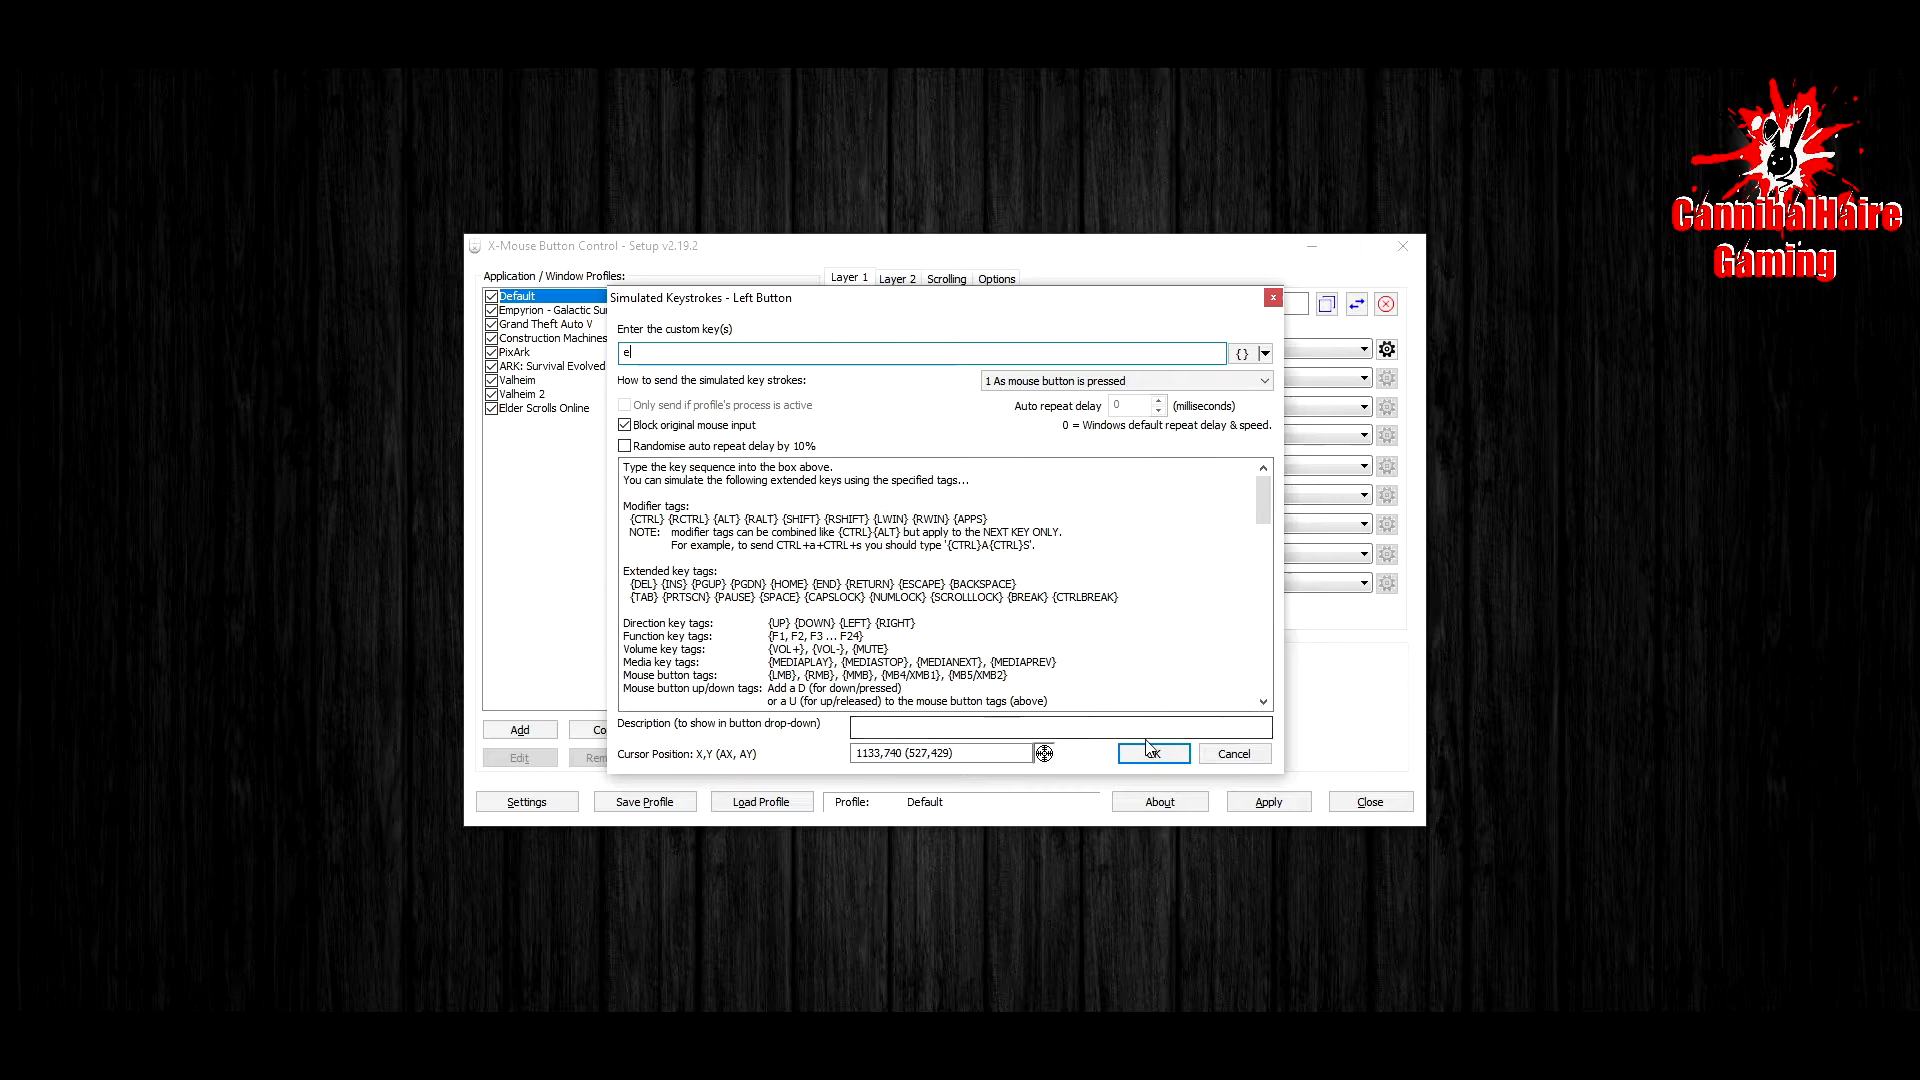 CannibalHaire
Gaming
X-Mouse Button Control - Setup v2.19.2
Application / Window Profiles:
Layer 1
Layer 2
Scrolling
Options
Default
Empyrion - Galactic Su
Grand Theft Auto V
Construction Machines
PixArk
ARK: Survival Evolved
Valheim
Valheim 2
Elder Scrolls Online
Add
Co
Edit
Rem
Simulated Keystrokes - Left Button
Enter the custom key(s)
e
{}
How to send the simulated key strokes:
1 As mouse button is pressed
Only send if profile's process is active
Auto repeat delay 0 (milliseconds)
Block original mouse input
0 = Windows default repeat delay & speed.
Randomise auto repeat delay by 10%
Type the key sequence into the box above.
You can simulate the following extended keys using the specified tags...
Modifier tags:
{CTRL} {RCTRL} {ALT} {RALT} {SHIFT} {RSHIFT} {LWIN} {RWIN} {APPS}
NOTE: modifier tags can be combined like {CTRL}{ALT} but apply to the NEXT KEY ONLY.
For example, to send CTRL+a+CTRL+s you should type '{CTRL}A{CTRL}S'.
Extended key tags:
{DEL} {INS} {PGUP} {PGDN} {HOME} {END} {RETURN} {ESCAPE} {BACKSPACE}
{TAB} {PRTSCN} {PAUSE} {SPACE} {CAPSLOCK} {NUMLOCK} {SCROLLLOCK} {BREAK} {CTRLBREAK}
Direction key tags: {UP} {DOWN} {LEFT} {RIGHT}
Function key tags: {F1, F2, F3 ... F24}
Volume key tags: {VOL+}, {VOL-}, {MUTE}
Media key tags: {MEDIAPLAY}, {MEDIASTOP}, {MEDIANEXT}, {MEDIAPREV}
Mouse button tags: {LMB}, {RMB}, {MMB}, {MB4/XMB1}, {MB5/XMB2}
Mouse button up/down tags: Add a D (for down/pressed)
or a U (for up/released) to the mouse button tags (above)
Description (to show in button drop-down)
Cursor Position: X,Y (AX, AY)
1133,740 (527,429)
Cancel
Settings
Save Profile
Load Profile
Profile: Default
About
Apply
Close